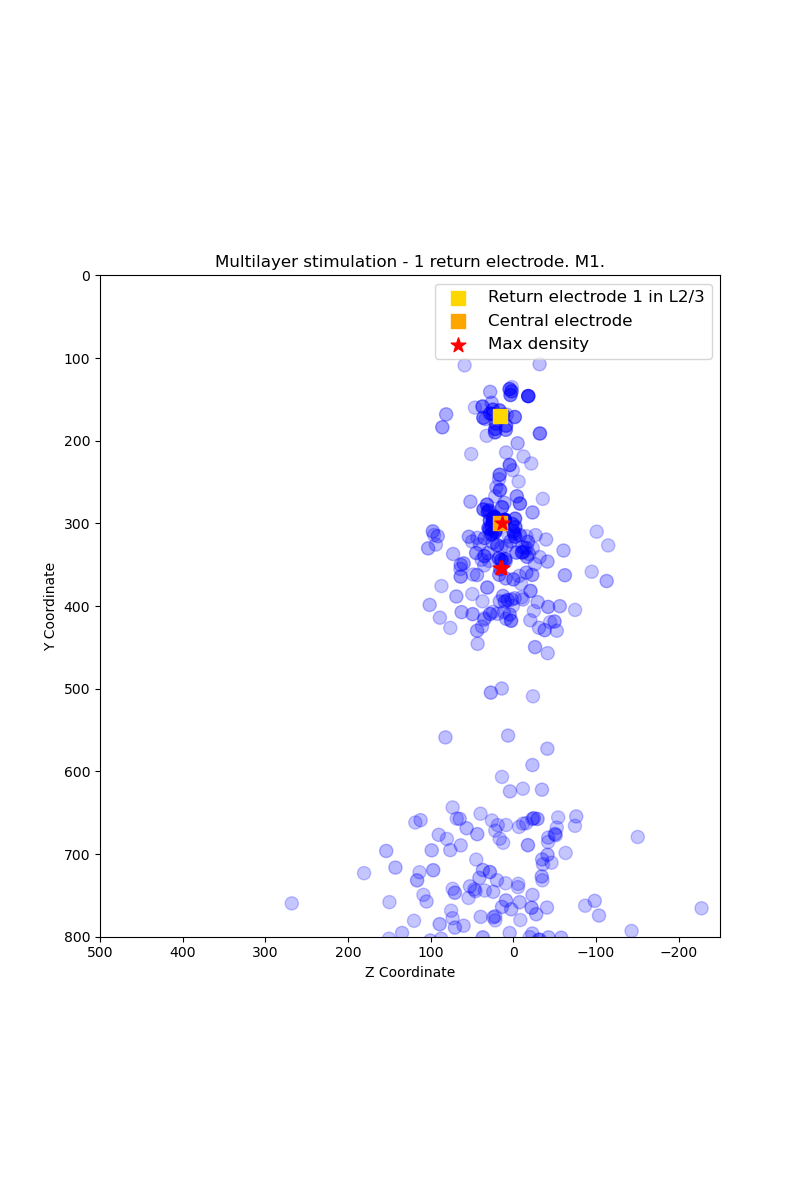 Multilayer stimulation - 1 return electrode. M1.
Return electrode 1 in L2/3
Central electrode
Max density
0
100
200
300
400
500
600
700
800
Y Coordinate
500 400 300 200 100 0 −100 −200
Z Coordinate